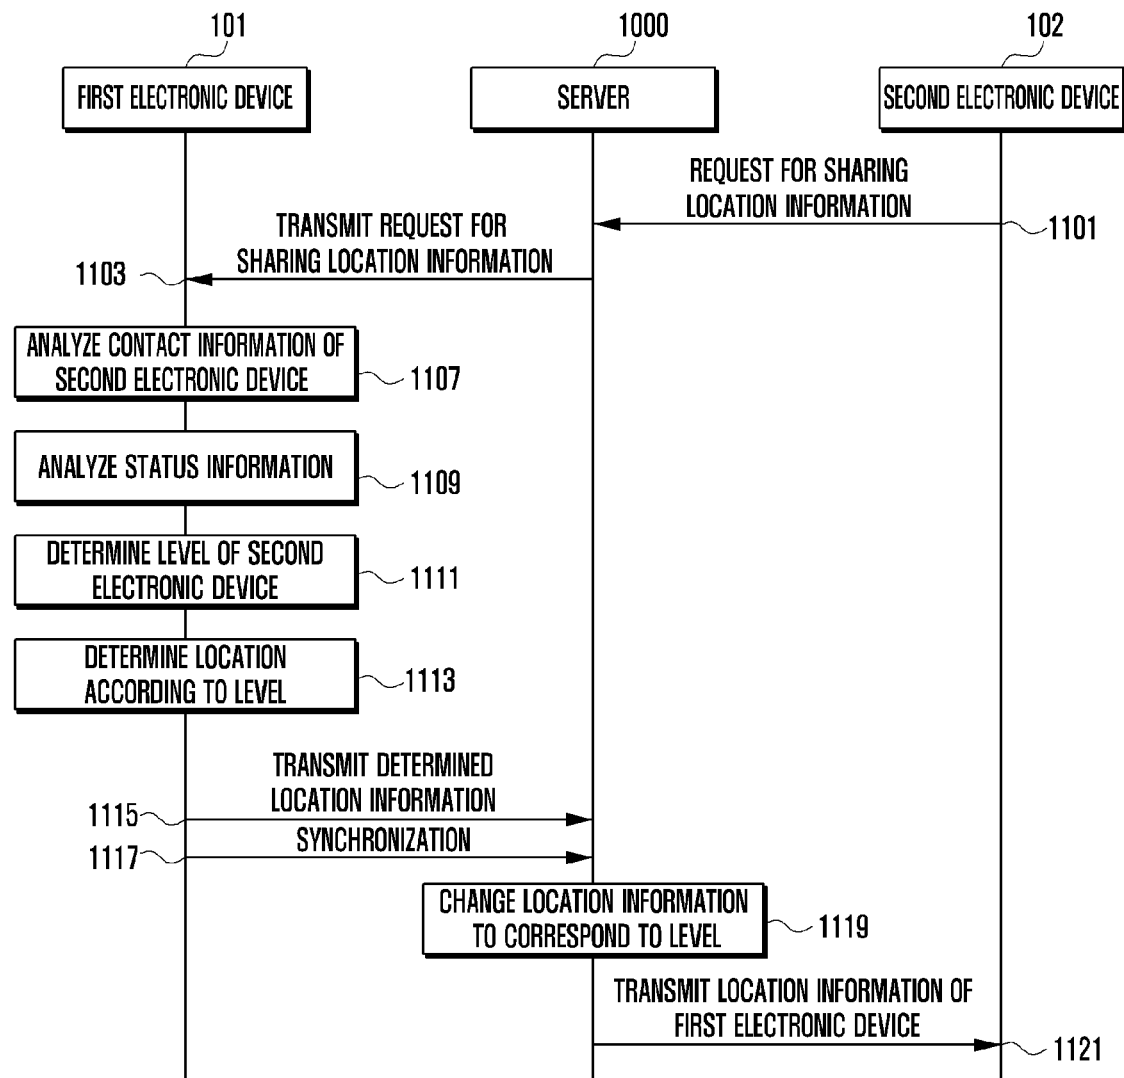 101
1000
102
FIRST ELECTRONIC DEVICE
SERVER
SECOND ELECTRONIC DEVICE
REQUEST FOR SHARING
LOCATION INFORMATION
1101
TRANSMIT REQUEST FOR
SHARING LOCATION INFORMATION
1103
ANALYZE CONTACT INFORMATION OF
SECOND ELECTRONIC DEVICE
1107
ANALYZE STATUS INFORMATION
1109
DETERMINE LEVEL OF SECOND
ELECTRONIC DEVICE
1111
DETERMINE LOCATION
ACCORDING TO LEVEL
1113
TRANSMIT DETERMINED
LOCATION INFORMATION
1115
SYNCHRONIZATION
1117
CHANGE LOCATION INFORMATION
TO CORRESPOND TO LEVEL
1119
TRANSMIT LOCATION INFORMATION OF
FIRST ELECTRONIC DEVICE
1121